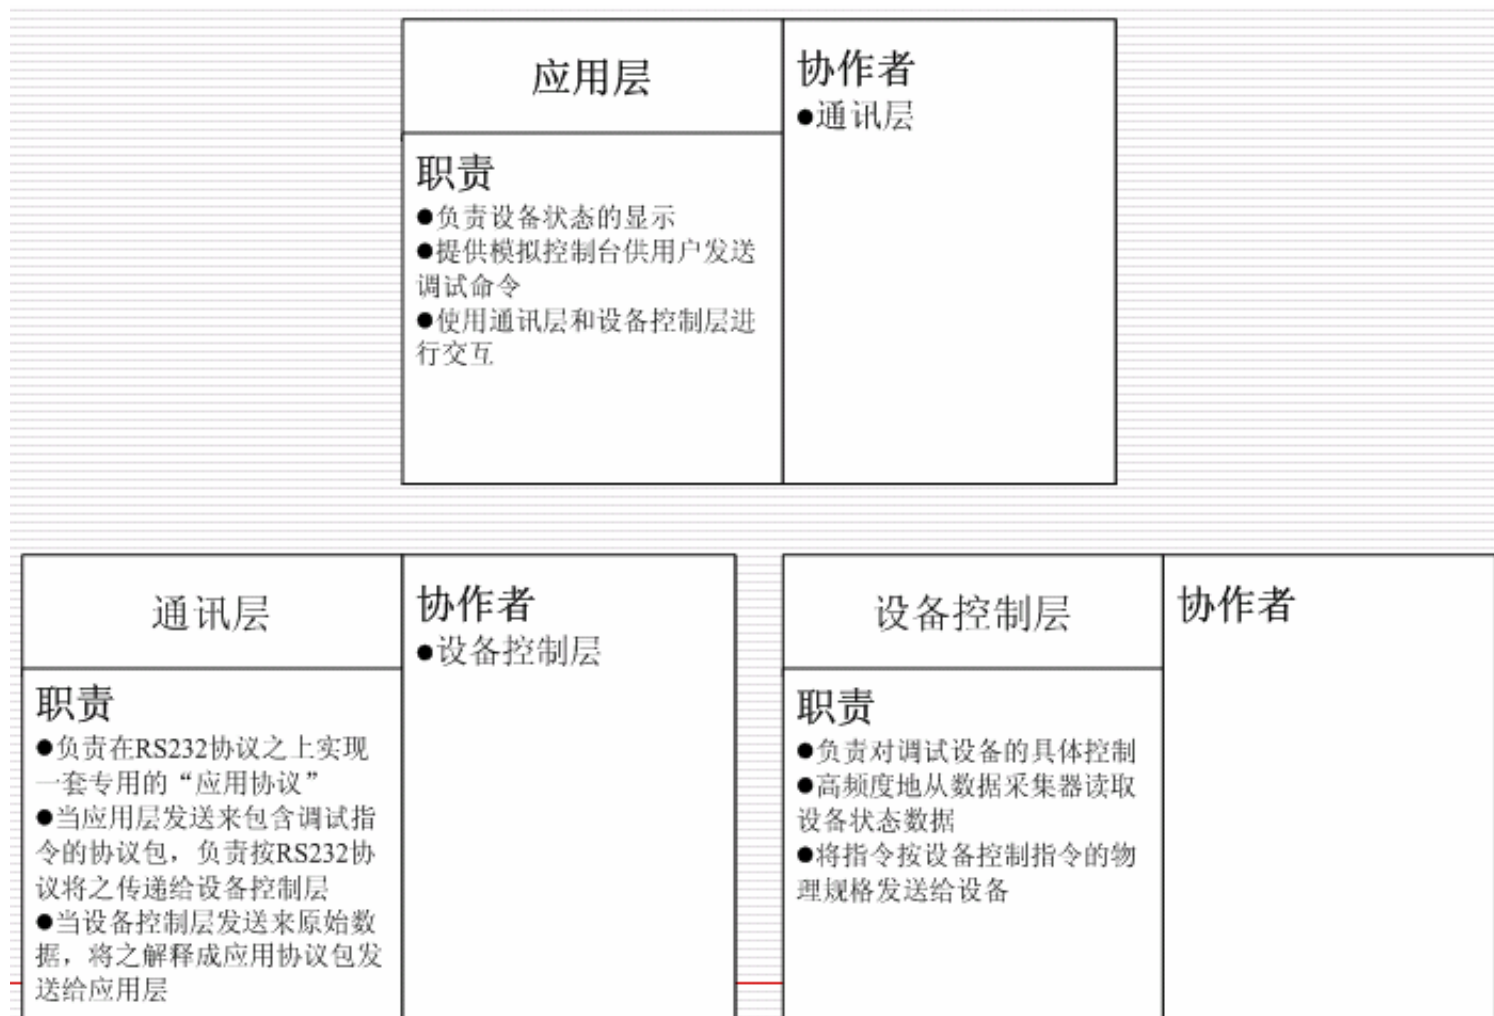 应用层
协作者
●通讯层
职责
●负责设备状态的显示
●提供模拟控制台供用户发送
调试命令
●使用通讯层和设备控制层进
行交互
通讯层
协作者
●设备控制层
职责
●负责在RS232协议之上实现
一套专用的“应用协议”
●当应用层发送来包含调试指
令的协议包，负责按RS232协
议将之传递给设备控制层
●当设备控制层发送来原始数
据，将之解释成应用协议包发
送给应用层
设备控制层
协作者
职责
●负责对调试设备的具体控制
●高频度地从数据采集器读取
设备状态数据
●将指令按设备控制指令的物
理规格发送给设备